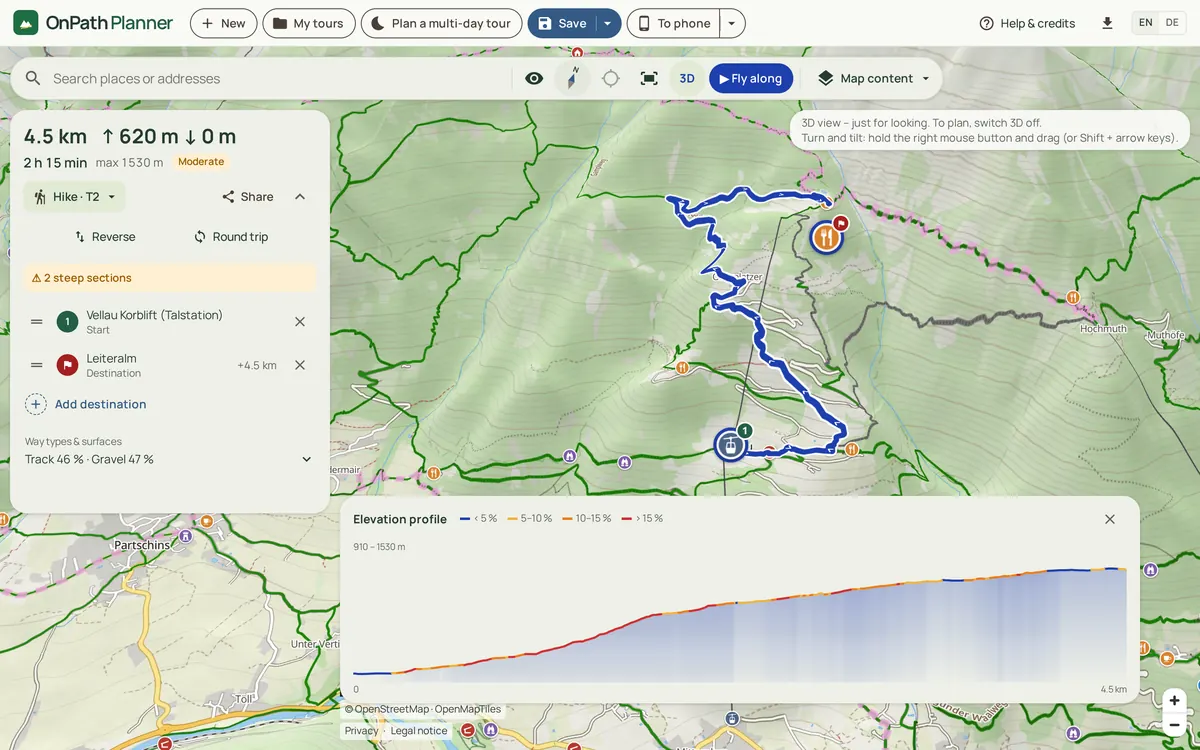 OnPath Planner
New
My tours
Plan a multi-day tour
Save
To phone
Help & credits
EN
DE
Search places or addresses
N
3D
Fly along
Map content
3D view – just for looking. To plan, switch 3D off.
Turn and tilt: hold the right mouse button and drag (or Shift + arrow keys).
4.5 km ↑ 620 m ↓ 0 m
2 h 15 min max 1530 m Moderate
Hike · T2
Share
Reverse
Round trip
⚠ 2 steep sections
1
Vellau Korblift (Talstation)
Start
Leiteralm
Destination
+4.5 km
Add destination
Way types & surfaces
Track 46 % · Gravel 47 %
1
Hochmuth
Muthöfe
Partschins
Toll
Elevation profile
< 5 %
5–10 %
10–15 %
> 15 %
910 – 1530 m
0
4.5 km
© OpenStreetMap · OpenMapTiles
Privacy · Legal notice
+
−